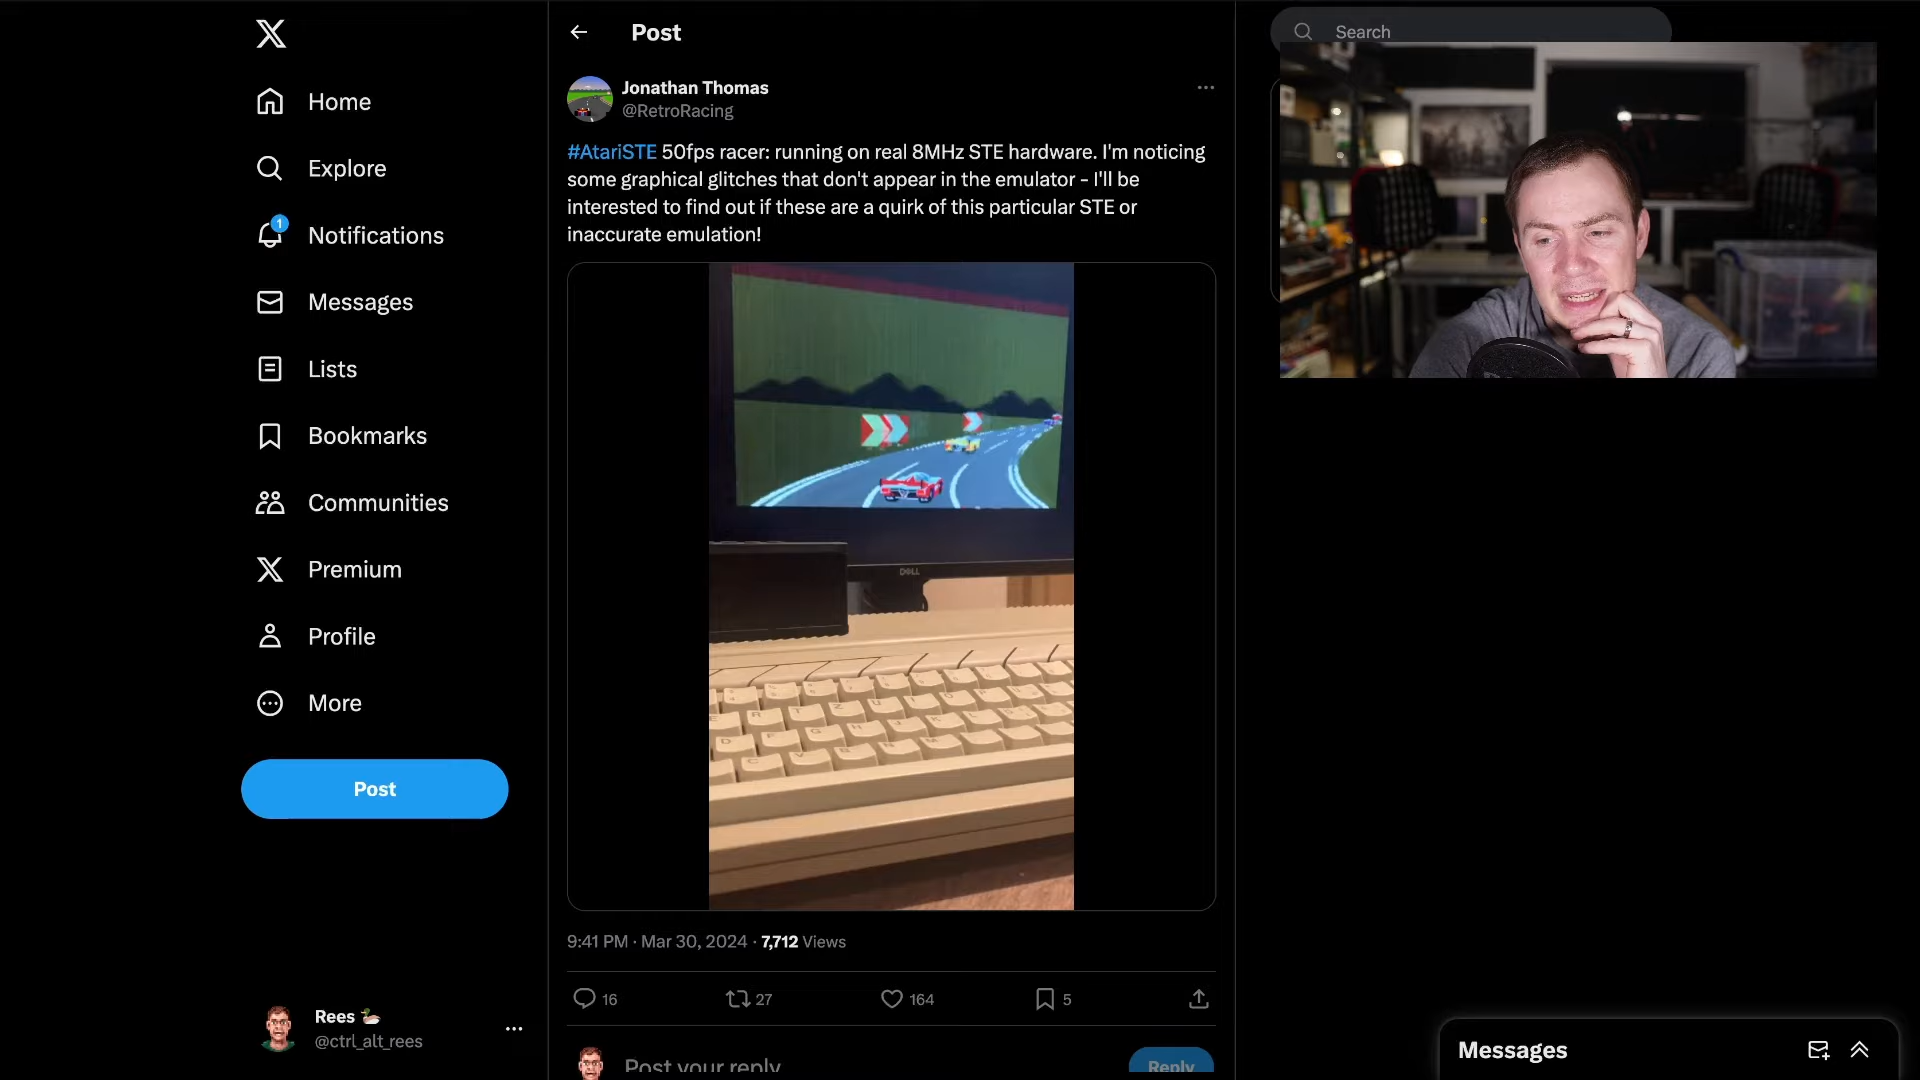 Post
Search
Home
Explore
1
Notifications
Messages
Lists
Bookmarks
Communities
Premium
Profile
More
Post
Rees
@ctrl_alt_rees
Jonathan Thomas
@RetroRacing
#AtariSTE 50fps racer: running on real 8MHz STE hardware. I'm noticing
some graphical glitches that don't appear in the emulator - I'll be
interested to find out if these are a quirk of this particular STE or
inaccurate emulation!
DELL
9:41 PM · Mar 30, 2024 · 7,712 Views
16
27
164
5
Post your reply
Reply
Messages